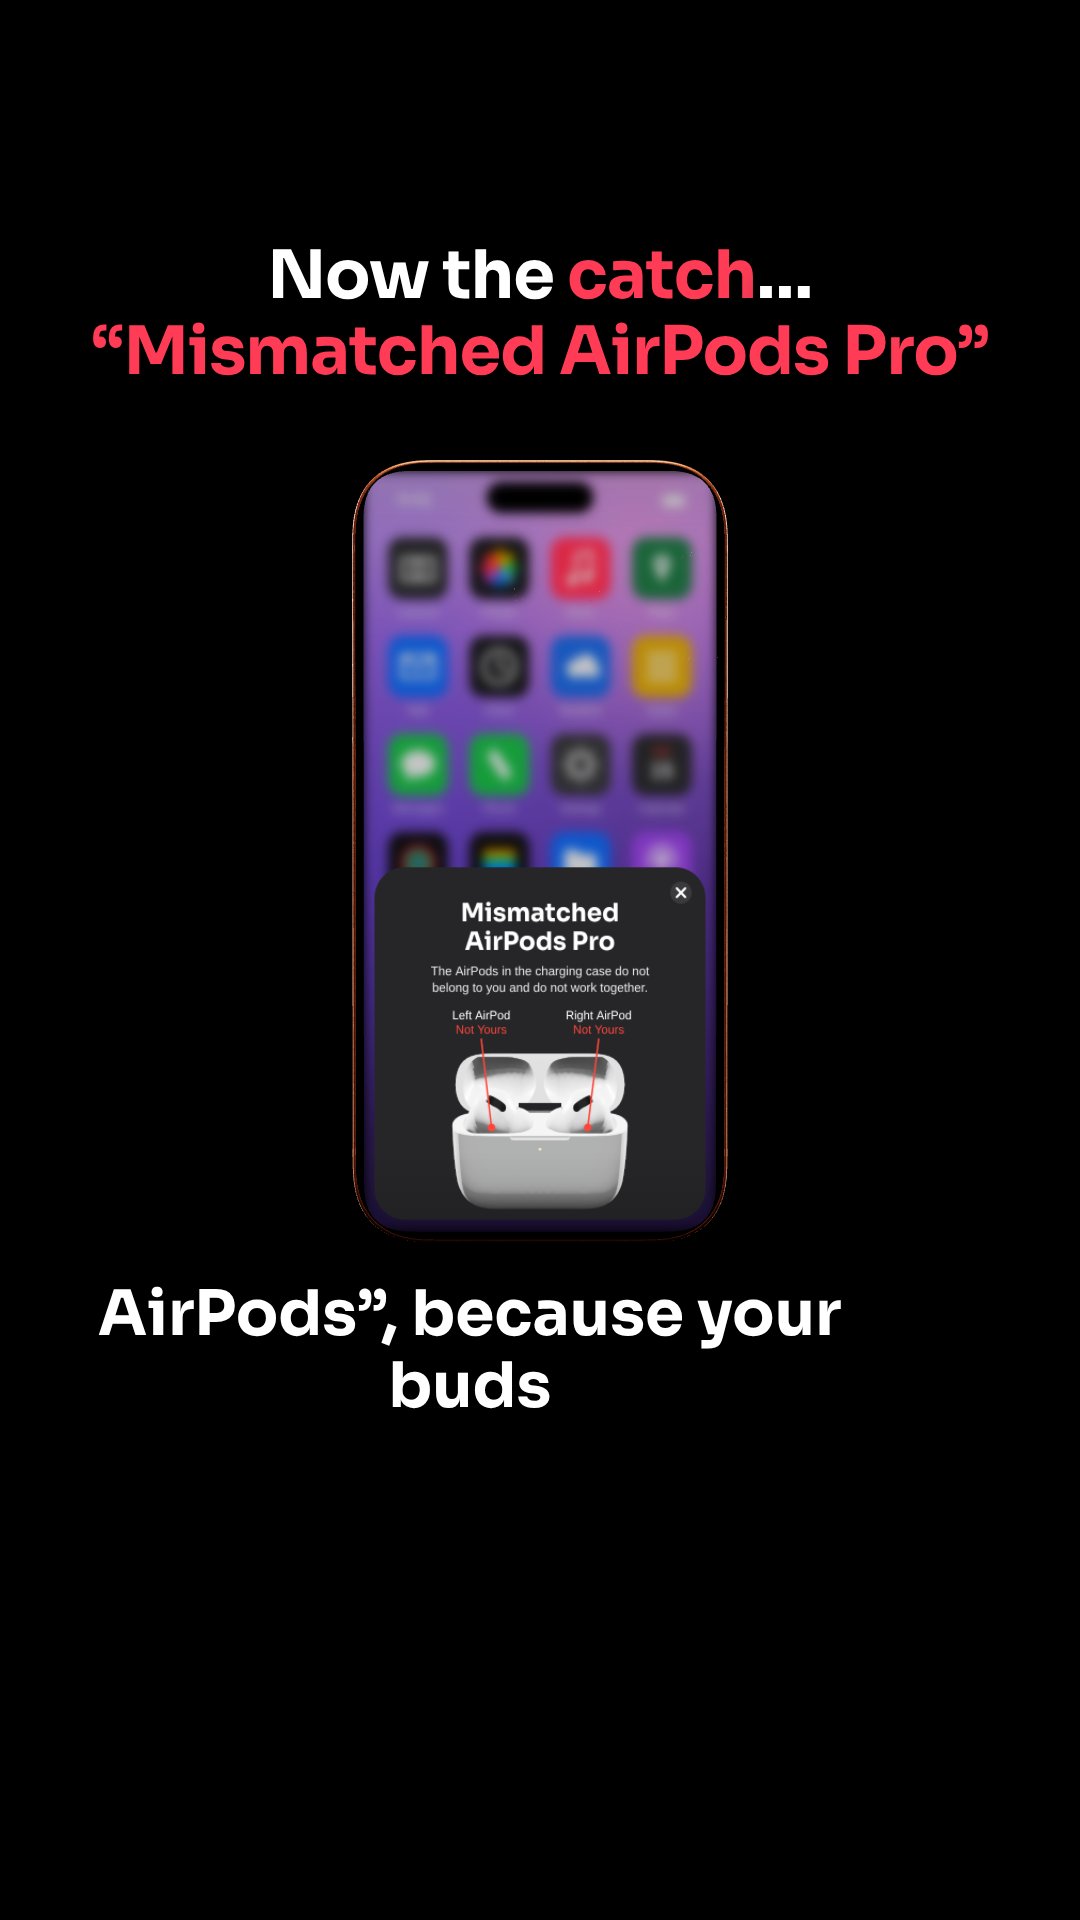 Now the catch...
“Mismatched AirPods Pro”
Mismatched
AirPods Pro
The AirPods in the charging case do not
belong to you and do not work together.
Left AirPod Right AirPod
Not Yours Not Yours
AirPods”, because your
buds